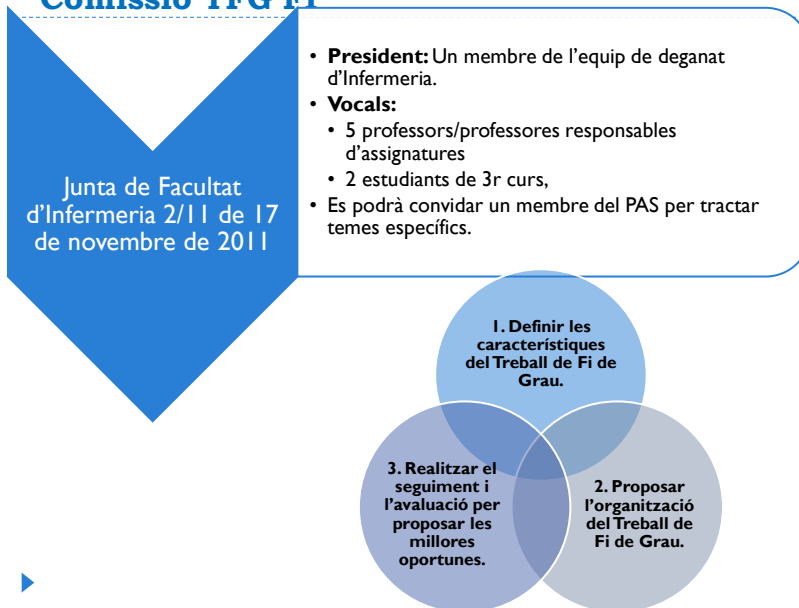 Comissió TFG FI
Junta de Facultat
d'Infermeria 2/11 de 17
de novembre de 2011
• President: Un membre de l'equip de deganat
d'Infermeria.
• Vocals:
• 5 professors/professores responsables
d'assignatures
• 2 estudiants de 3r curs,
• Es podrà convidar un membre del PAS per tractar
temes específics.
1. Definir les
característiques
del Treball de Fi de
Grau.
3. Realitzar el
seguiment i
l'avaluació per
proposar les
millores
oportunes.
2. Proposar
l'organització
del Treball de
Fi de Grau.